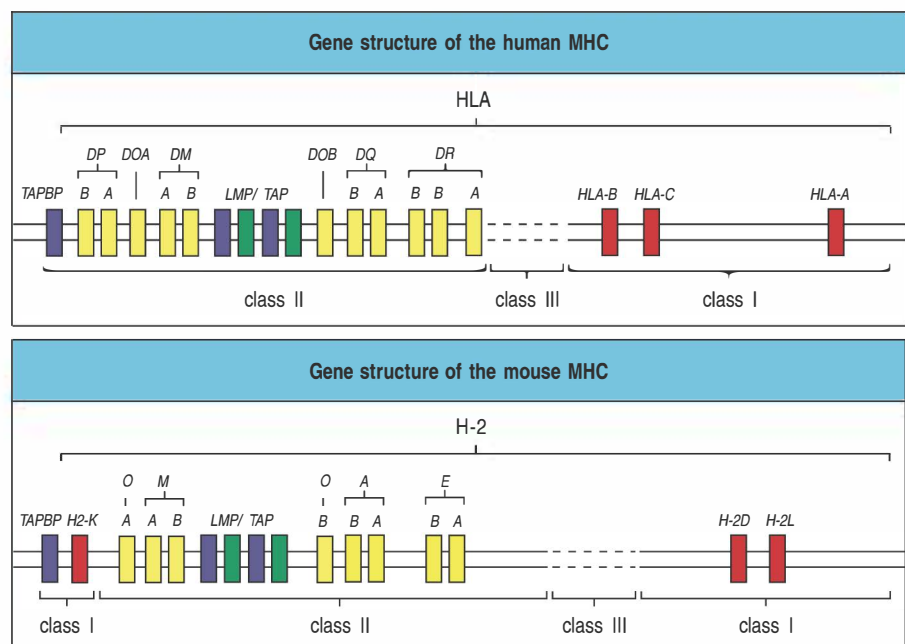 Gene structure of the human MHC
HLA
DP DOA DM DOB DQ DR
TAPBP B A A B LMP/ TAP B A B B A HLA-B HLA-C HLA-A
class II class III class I
Gene structure of the mouse MHC
H-2
O M O A E
TAPBP H2-K A A B LMP/ TAP B B A B A H-2D H-2L
class I class II class III class I